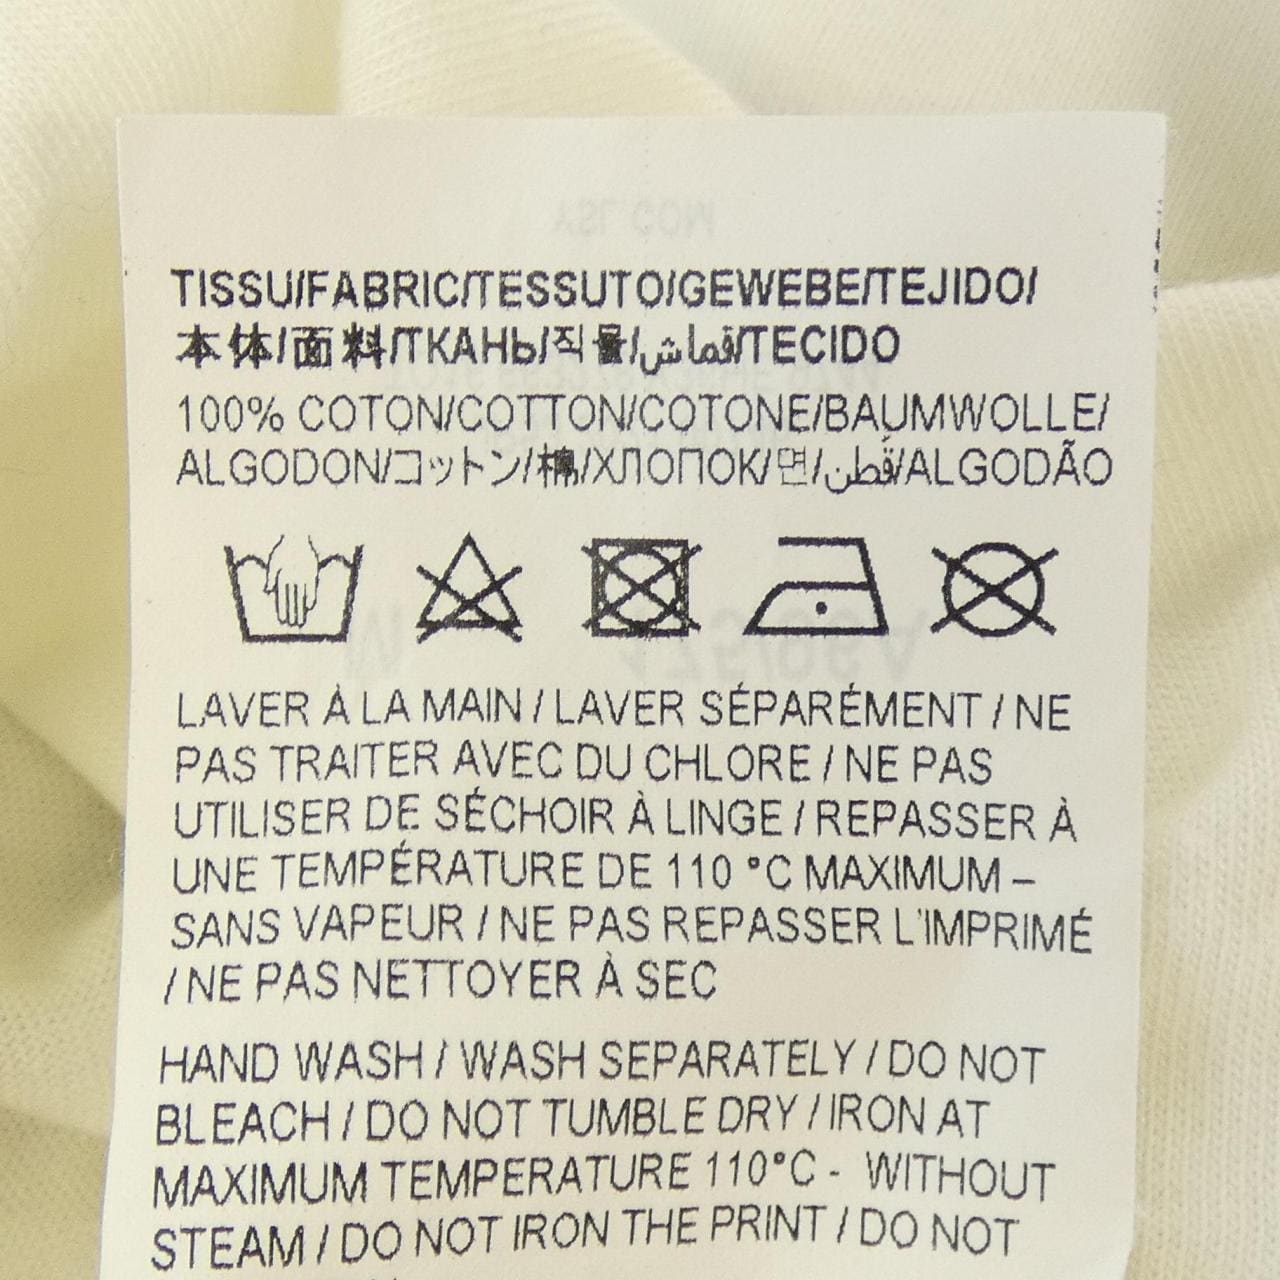 TISSU/FABRIC/TESSUTO/GEWEBE/TEJIDO/
本体/面料/ТКАНЬ/직물/قماش/TECIDO
100% COTON/COTTON/COTONE/BAUMWOLLE/
ALGODON/コットン/棉/ХЛОПОК/면/قُطن/ALGODÃO
LAVER À LA MAIN / LAVER SÉPARÉMENT / NE
PAS TRAITER AVEC DU CHLORE / NE PAS
UTILISER DE SÉCHOIR À LINGE / REPASSER À
UNE TEMPÉRATURE DE 110 °C MAXIMUM –
SANS VAPEUR / NE PAS REPASSER L'IMPRIMÉ
/ NE PAS NETTOYER À SEC
HAND WASH / WASH SEPARATELY / DO NOT
BLEACH / DO NOT TUMBLE DRY / IRON AT
MAXIMUM TEMPERATURE 110°C - WITHOUT
STEAM / DO NOT IRON THE PRINT / DO NOT